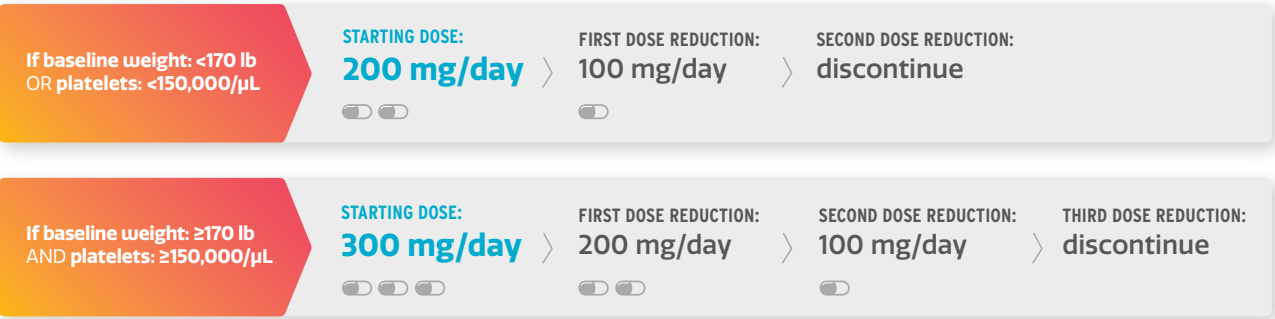 If baseline weight: <170 lb
OR platelets: <150,000/µL
STARTING DOSE:
200 mg/day
FIRST DOSE REDUCTION:
100 mg/day
SECOND DOSE REDUCTION:
discontinue
If baseline weight: ≥170 lb
AND platelets: ≥150,000/µL
STARTING DOSE:
300 mg/day
FIRST DOSE REDUCTION:
200 mg/day
SECOND DOSE REDUCTION:
100 mg/day
THIRD DOSE REDUCTION:
discontinue